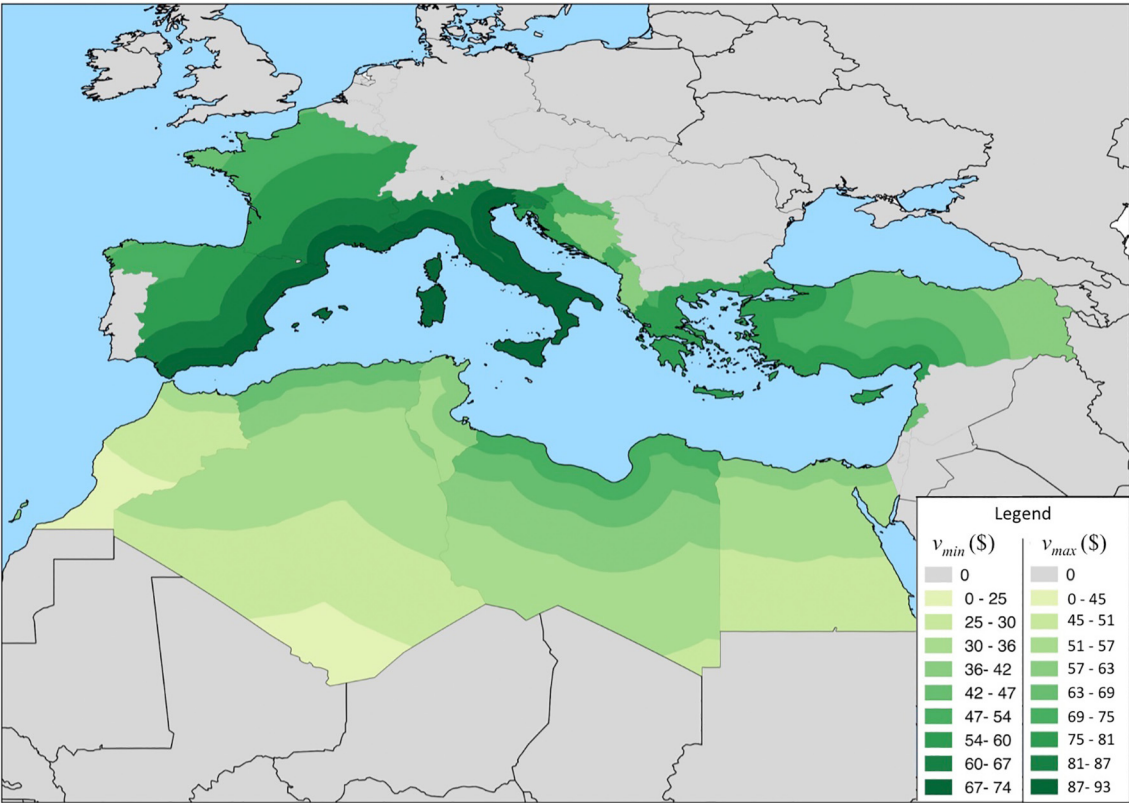 Legend
v_min ($) v_max ($)
0 0
0 - 25 0 - 45
25 - 30 45 - 51
30 - 36 51 - 57
36- 42 57 - 63
42 - 47 63 - 69
47- 54 69 - 75
54- 60 75 - 81
60- 67 81- 87
67- 74 87- 93